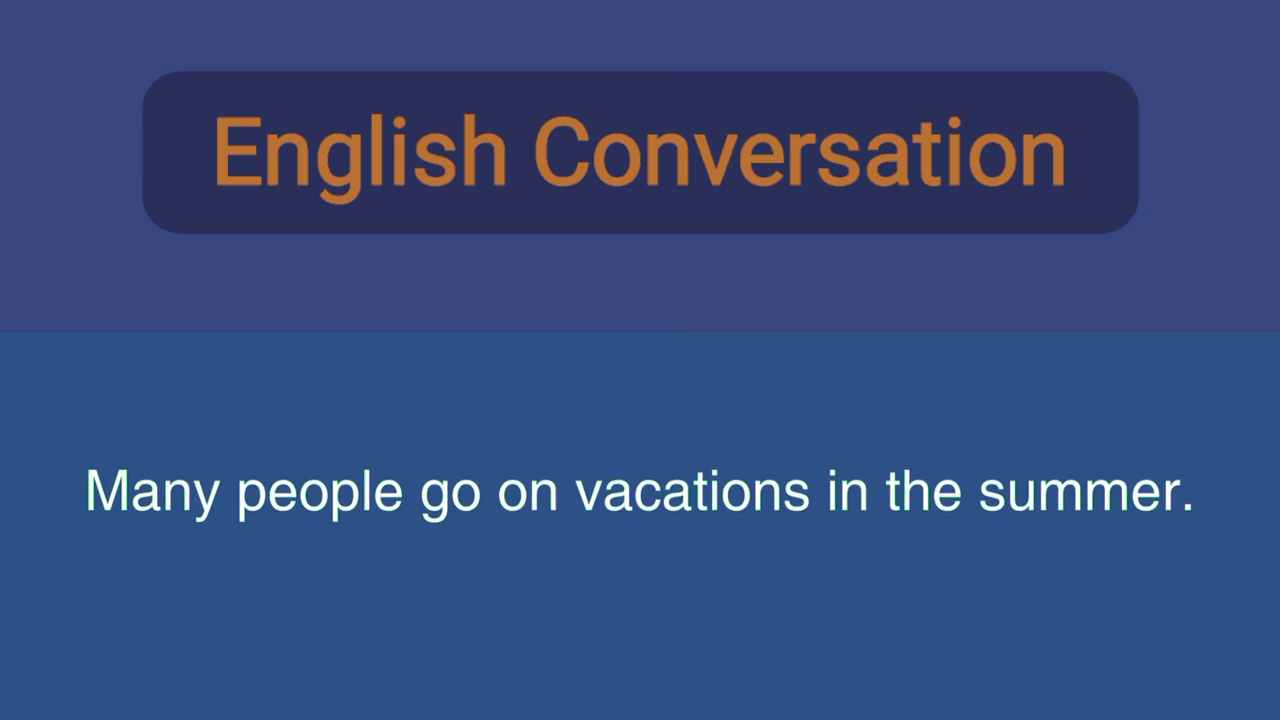 English Conversation
Many people go on vacations in the summer.